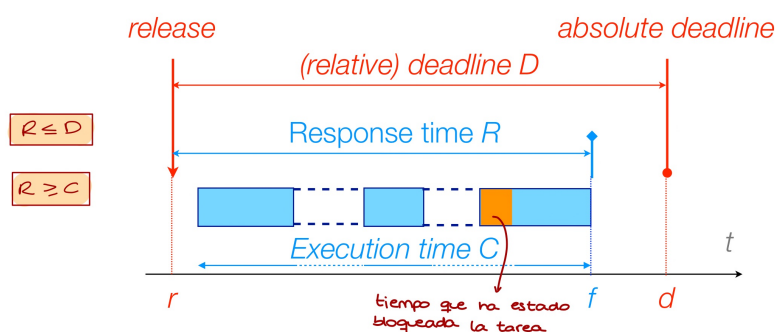 release
absolute deadline
(relative) deadline D
R ≤ D
Response time R
R ≥ C
Execution time C
t
r
f
d
tiempo que ha estado
bloqueada la tarea